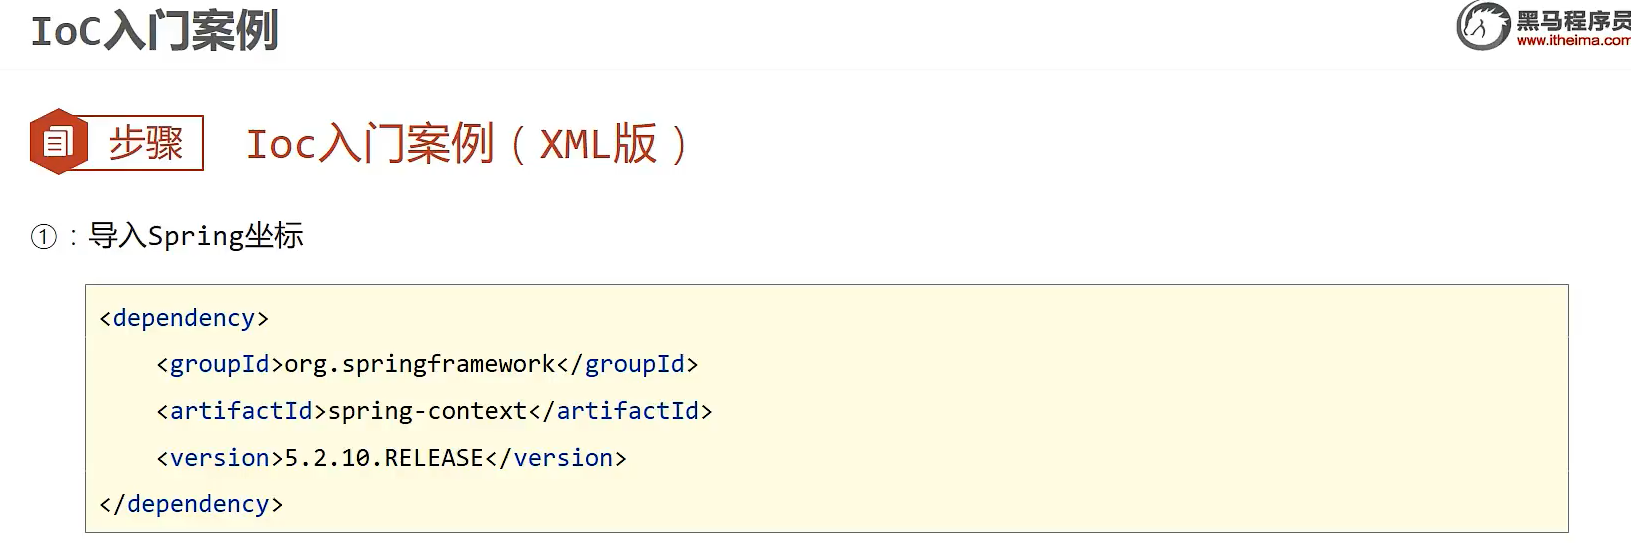 IoC入门案例
黑马程序员
www.itheima.com
步骤
Ioc入门案例（XML版）
①：导入Spring坐标
<dependency>
    <groupId>org.springframework</groupId>
    <artifactId>spring-context</artifactId>
    <version>5.2.10.RELEASE</version>
</dependency>